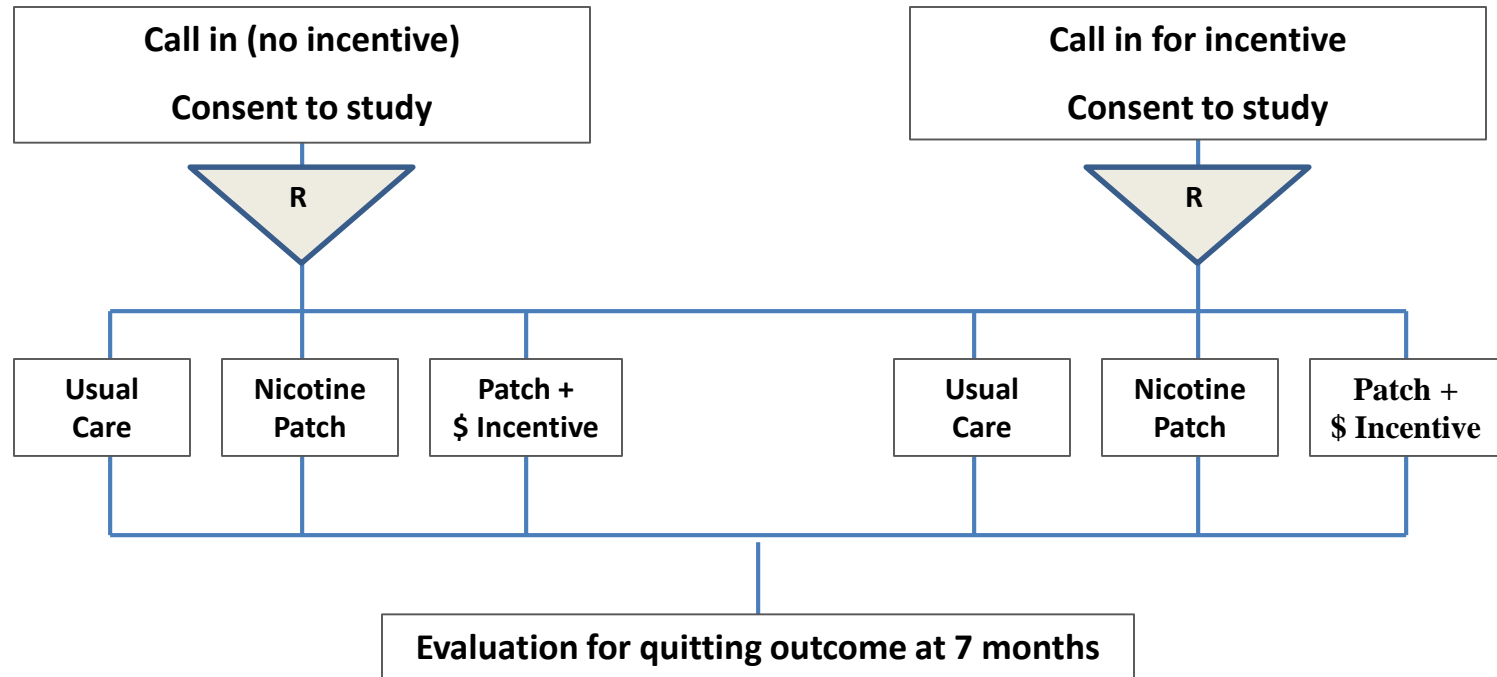 Call in (no incentive)
Consent to study
Call in for incentive
Consent to study
R
R
Usual
Care
Nicotine
Patch
Patch +
$ Incentive
Usual
Care
Nicotine
Patch
Patch +
$ Incentive
Evaluation for quitting outcome at 7 months